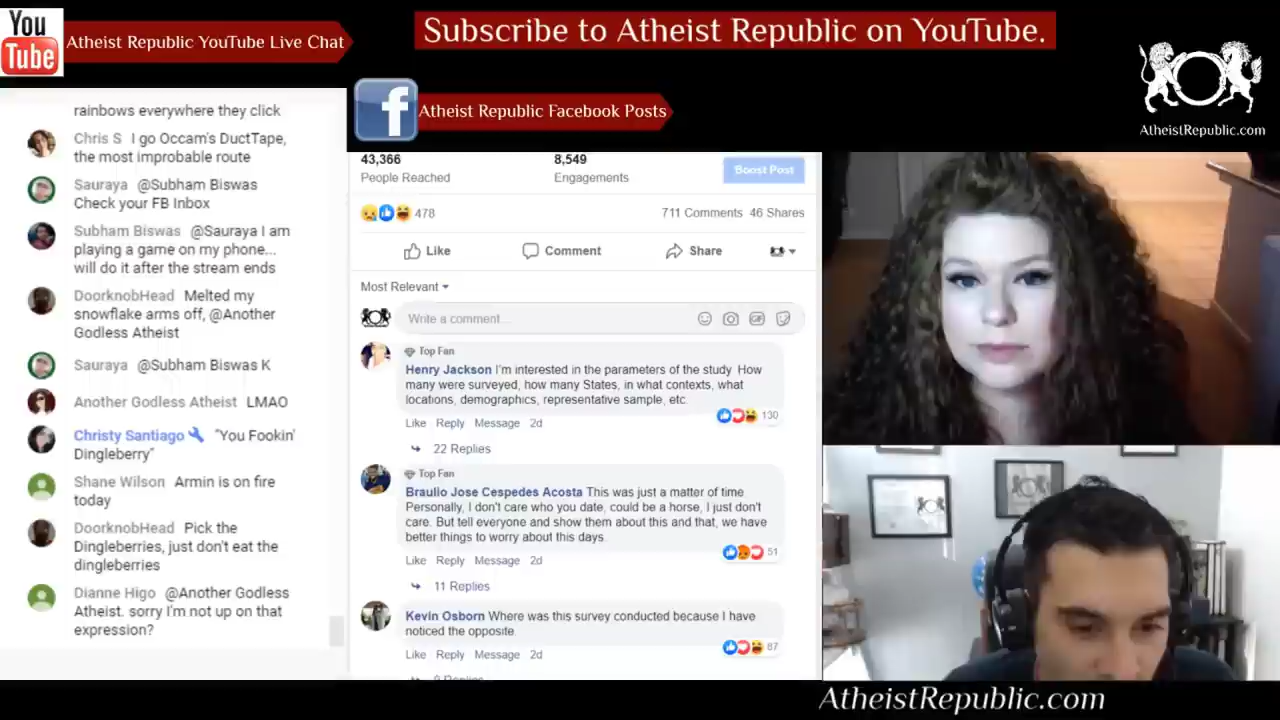 You
Tube
Atheist Republic YouTube Live Chat
Subscribe to Atheist Republic on YouTube.
AtheistRepublic.com
f
Atheist Republic Facebook Posts
rainbows everywhere they click
Chris S I go Occam's DuctTape,
the most improbable route
Sauraya @Subham Biswas
Check your FB Inbox
Subham Biswas @Sauraya I am
playing a game on my phone...
will do it after the stream ends
DoorknobHead Melted my
snowflake arms off, @Another
Godless Atheist
Sauraya @Subham Biswas K
Another Godless Atheist LMAO
Christy Santiago "You Fookin'
Dingleberry"
Shane Wilson Armin is on fire
today
DoorknobHead Pick the
Dingleberries, just don't eat the
dingleberries
Dianne Higo @Another Godless
Atheist. sorry I'm not up on that
expression?
43,366 8,549
People Reached Engagements
Boost Post
478 711 Comments 46 Shares
Like Comment Share
Most Relevant
Write a comment...
GIF
Top Fan
Henry Jackson I'm interested in the parameters of the study. How
many were surveyed, how many States, in what contexts, what
locations, demographics, representative sample, etc.
130
Like Reply Message 2d
22 Replies
Top Fan
Braulio Jose Cespedes Acosta This was just a matter of time
Personally, I don't care who you date, could be a horse, I just don't
care. But tell everyone and show them about this and that, we have
better things to worry about this days.
51
Like Reply Message 2d
11 Replies
Kevin Osborn Where was this survey conducted because I have
noticed the opposite.
87
Like Reply Message 2d
9 Replies
AtheistRepublic.com